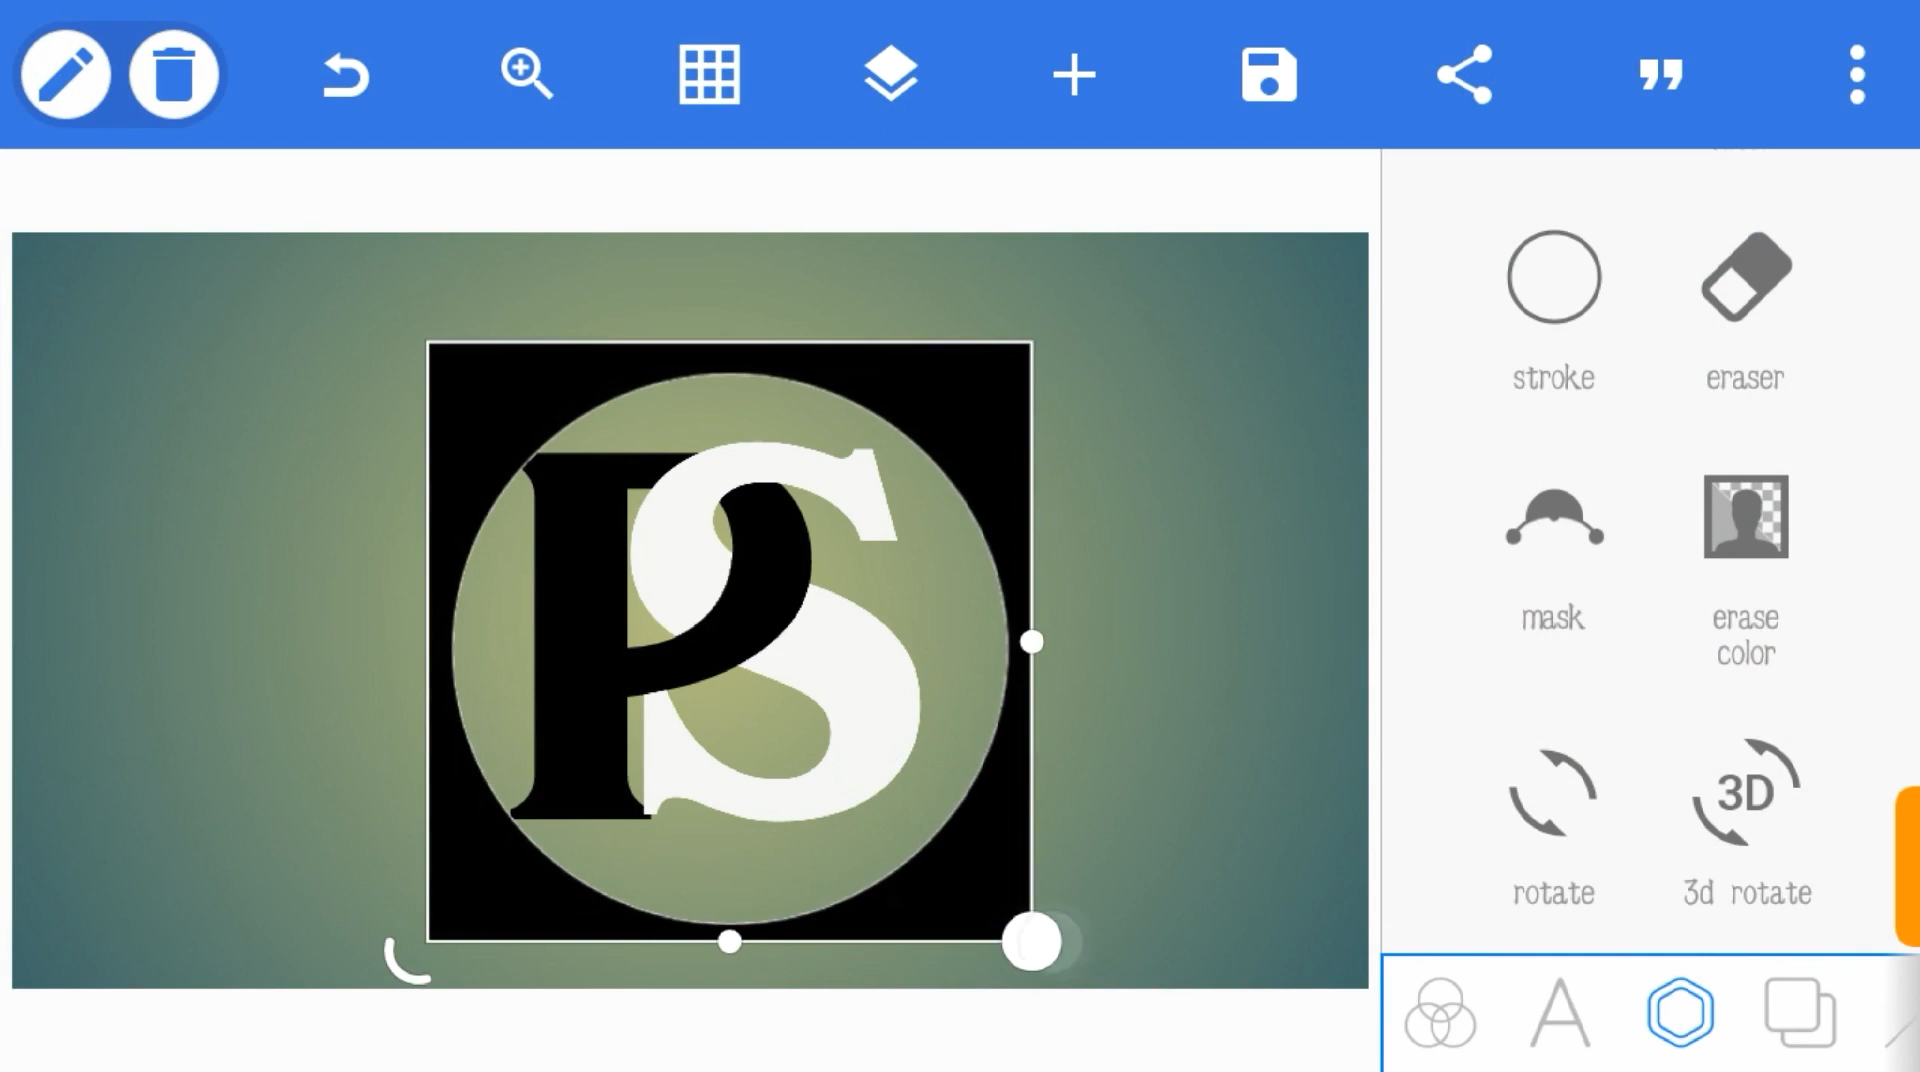 PS
stroke
eraser
mask
erase
color
3D
rotate
3d rotate
A